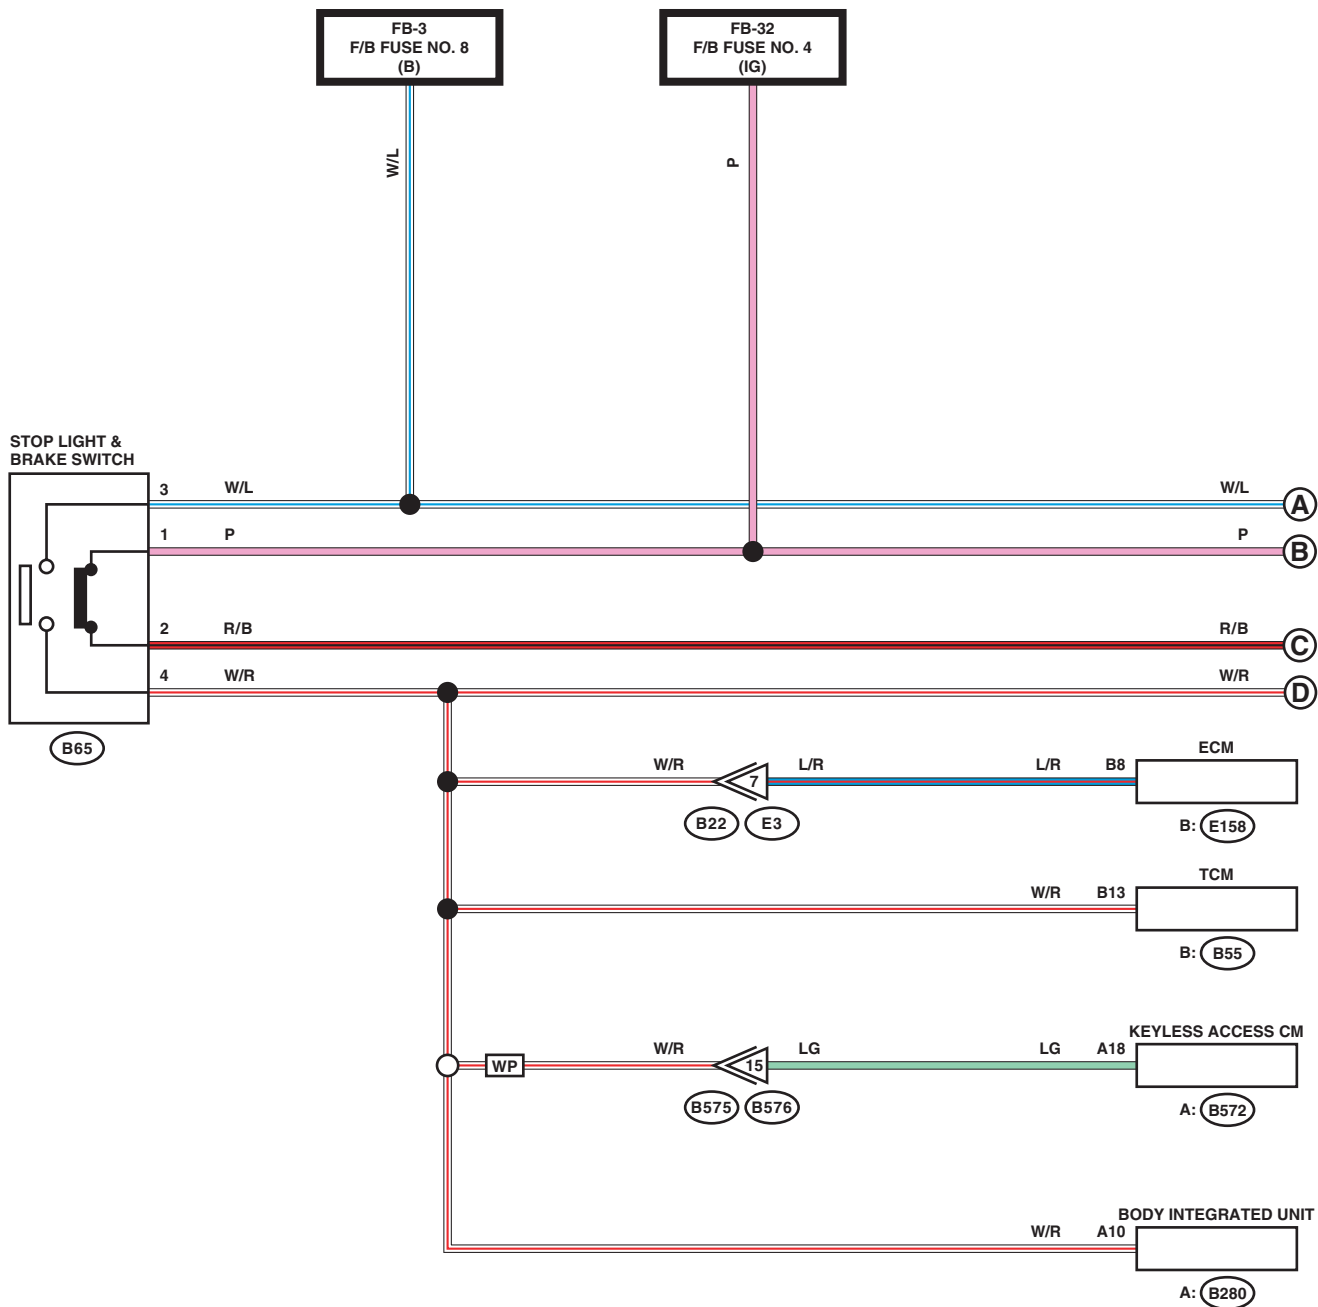 FB-3
F/B FUSE NO. 8
(B)
FB-32
F/B FUSE NO. 4
(IG)
W/L
P
STOP LIGHT &
BRAKE SWITCH
3 W/L W/L A
1 P P B
2 R/B R/B C
4 W/R W/R D
B65
ECM
W/R 7 L/R L/R B8
B22 E3 B: E158
TCM
W/R B13
B: B55
KEYLESS ACCESS CM
WP W/R 15 LG LG A18
B575 B576 A: B572
BODY INTEGRATED UNIT
W/R A10
A: B280